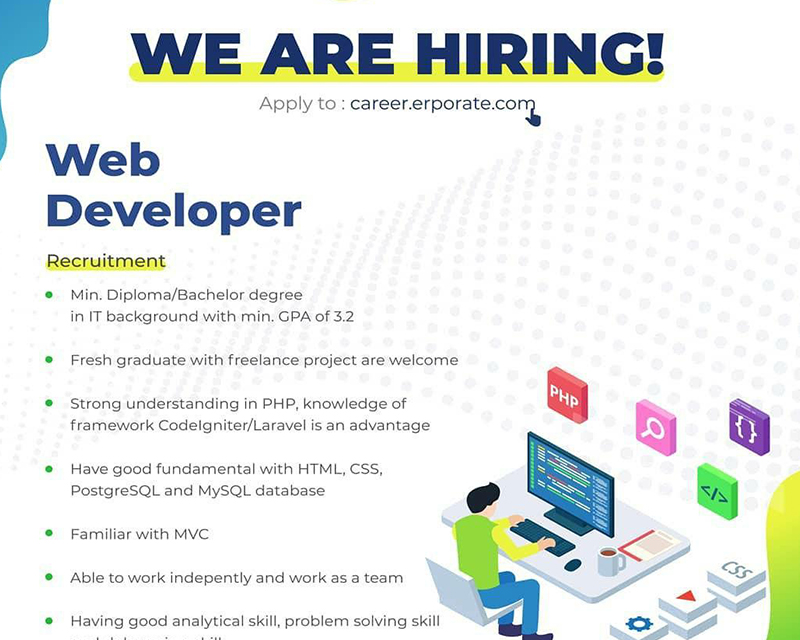 WE ARE HIRING!
Apply to : career.erporate.com
Web
Developer
Recruitment
Min. Diploma/Bachelor degree
in IT background with min. GPA of 3.2
Fresh graduate with freelance project are welcome
Strong understanding in PHP, knowledge of
framework CodeIgniter/Laravel is an advantage
Have good fundamental with HTML, CSS,
PostgreSQL and MySQL database
Familiar with MVC
Able to work indepently and work as a team
Having good analytical skill, problem solving skill
PHP
{}
</>
CSS